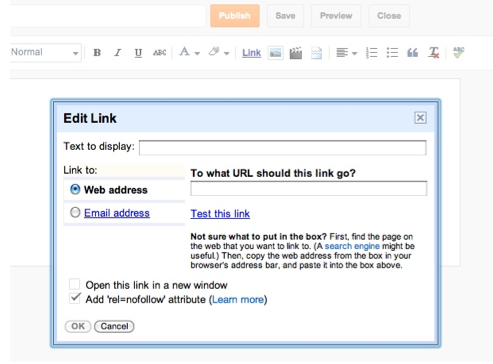 Publish Save Preview Close
Normal B I U ABC A Link ABC
Edit Link
Text to display:
Link to:
To what URL should this link go?
Web address
Email address
Test this link
Not sure what to put in the box? First, find the page on
the web that you want to link to. (A search engine might be
useful.) Then, copy the web address from the box in your
browser's address bar, and paste it into the box above.
Open this link in a new window
Add 'rel=nofollow' attribute (Learn more)
OK Cancel